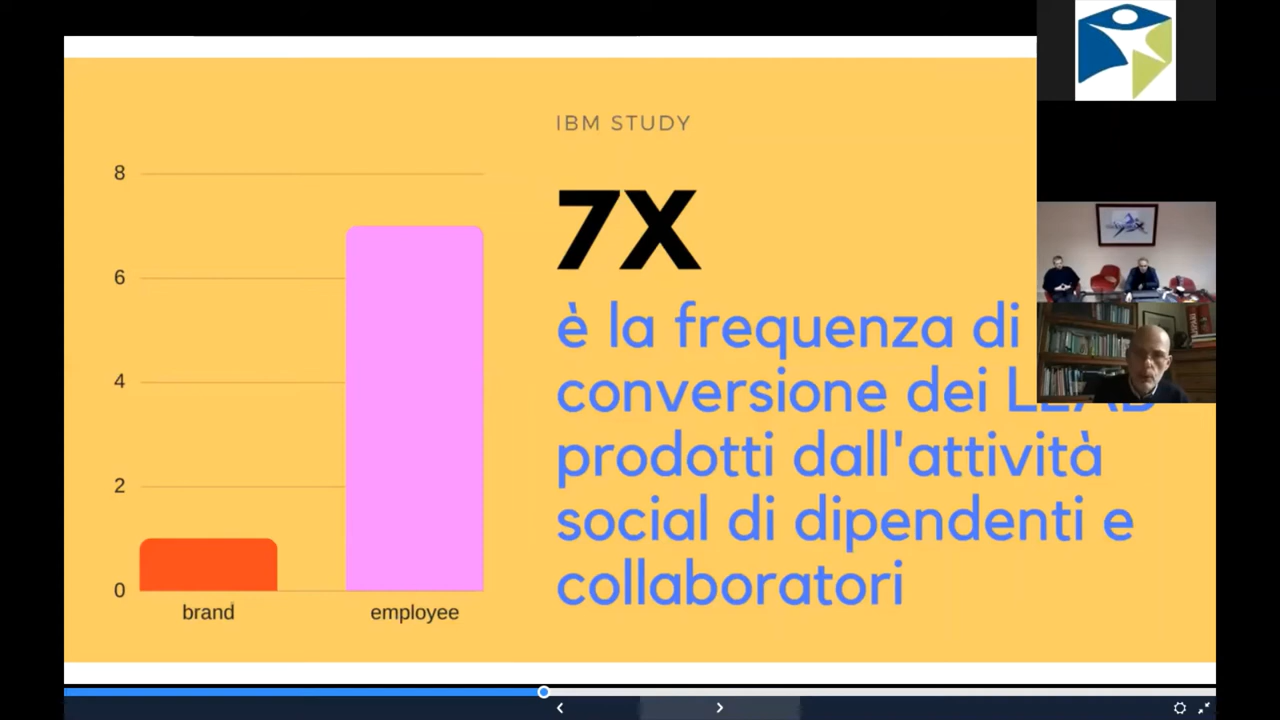 IBM STUDY
7X
è la frequenza di
conversione dei LEAD
prodotti dall'attività
social di dipendenti e
collaboratori
8
6
4
2
0
brand
employee